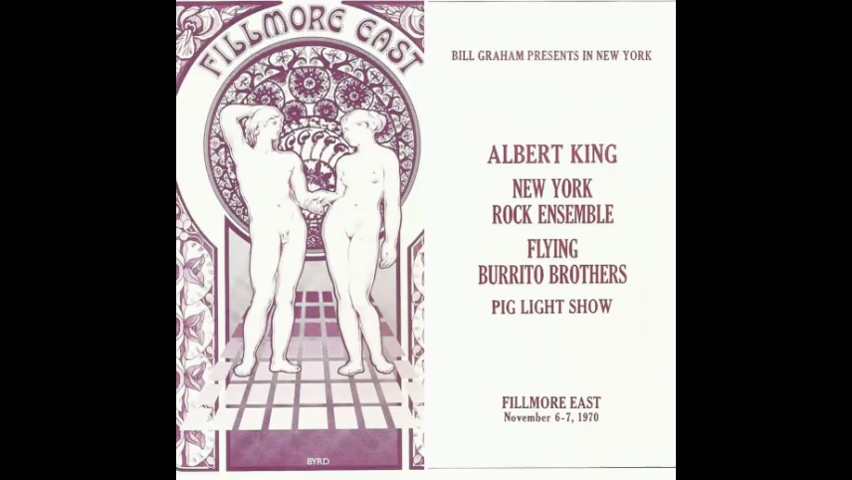 FILLMORE EAST
BYRD
BILL GRAHAM PRESENTS IN NEW YORK
ALBERT KING
NEW YORK
ROCK ENSEMBLE
FLYING
BURRITO BROTHERS
PIG LIGHT SHOW
FILLMORE EAST
November 6-7, 1970